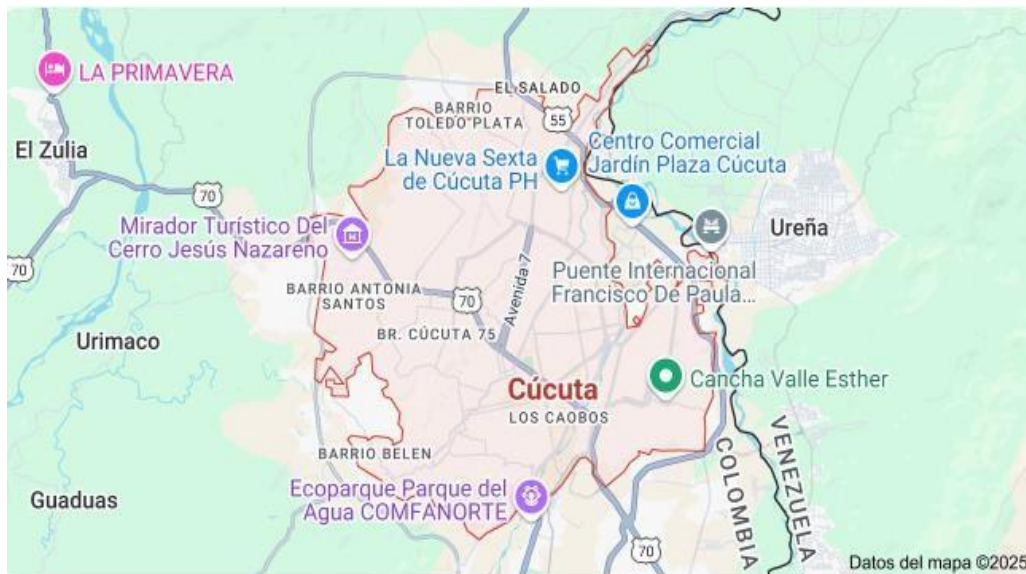 LA PRIMAVERA
EL SALADO
BARRIO
TOLEDO PLATA
55
El Zulia
La Nueva Sexta
de Cúcuta PH
Centro Comercial
Jardín Plaza Cúcuta
70
Mirador Turístico Del
Cerro Jesús Nazareno
Ureña
70
Puente Internacional
Francisco De Paula...
BARRIO ANTONIA
SANTOS
70
Avenida 7
Urimaco
BR. CÚCUTA 75
Cúcuta
Cancha Valle Esther
LOS CAOBOS
BARRIO BELEN
COLOMBIA
VENEZUELA
Guaduas
Ecoparque Parque del
Agua COMFANORTE
70
Datos del mapa ©2025